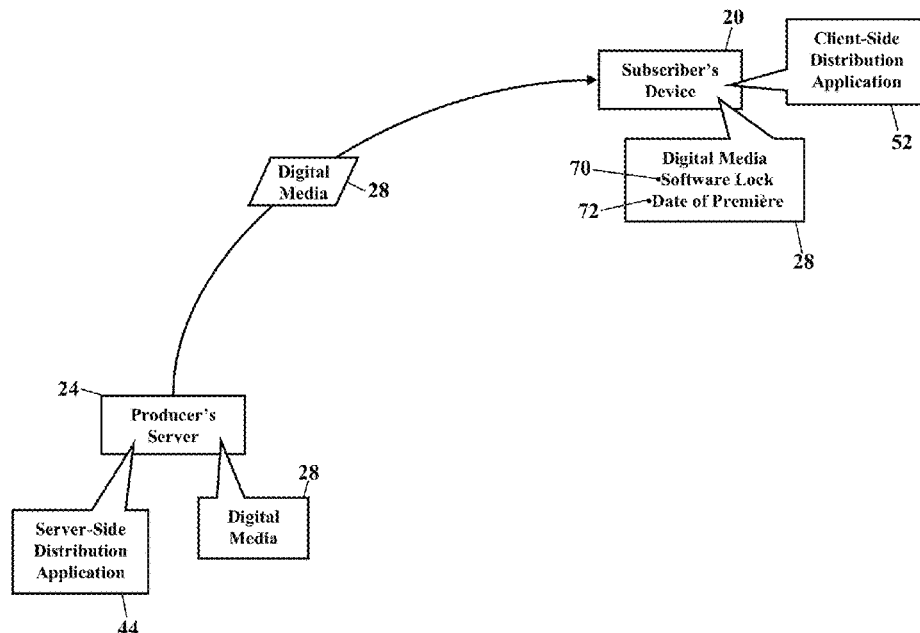 20
Subscriber's
Device
Client-Side
Distribution
Application
52
Digital Media
70
•Software Lock
72
•Date of Première
28
Digital
Media
28
24
Producer's
Server
28
Digital
Media
Server-Side
Distribution
Application
44